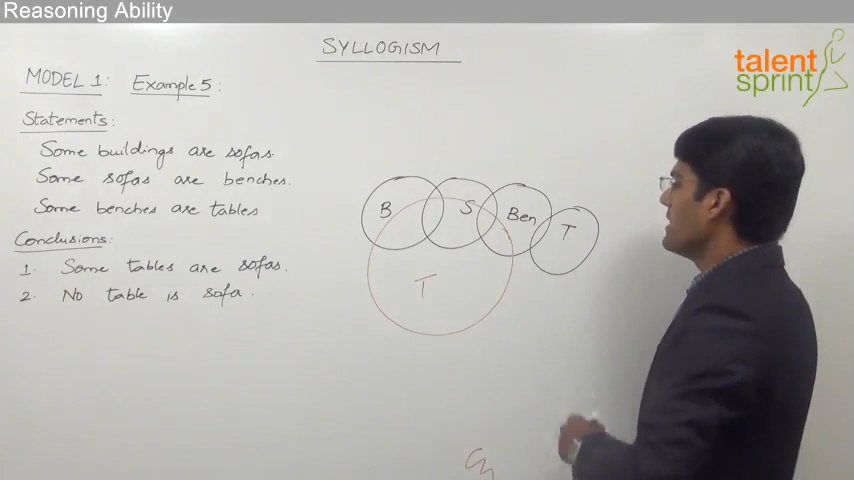 Reasoning Ability
SYLLOGISM
talent
sprint
MODEL 1: Example 5:
Statements:
Some buildings are sofas.
Some sofas are benches.
Some benches are tables
Conclusions:
1. Some tables are sofas.
2. No table is sofa.
B S Ben T
T